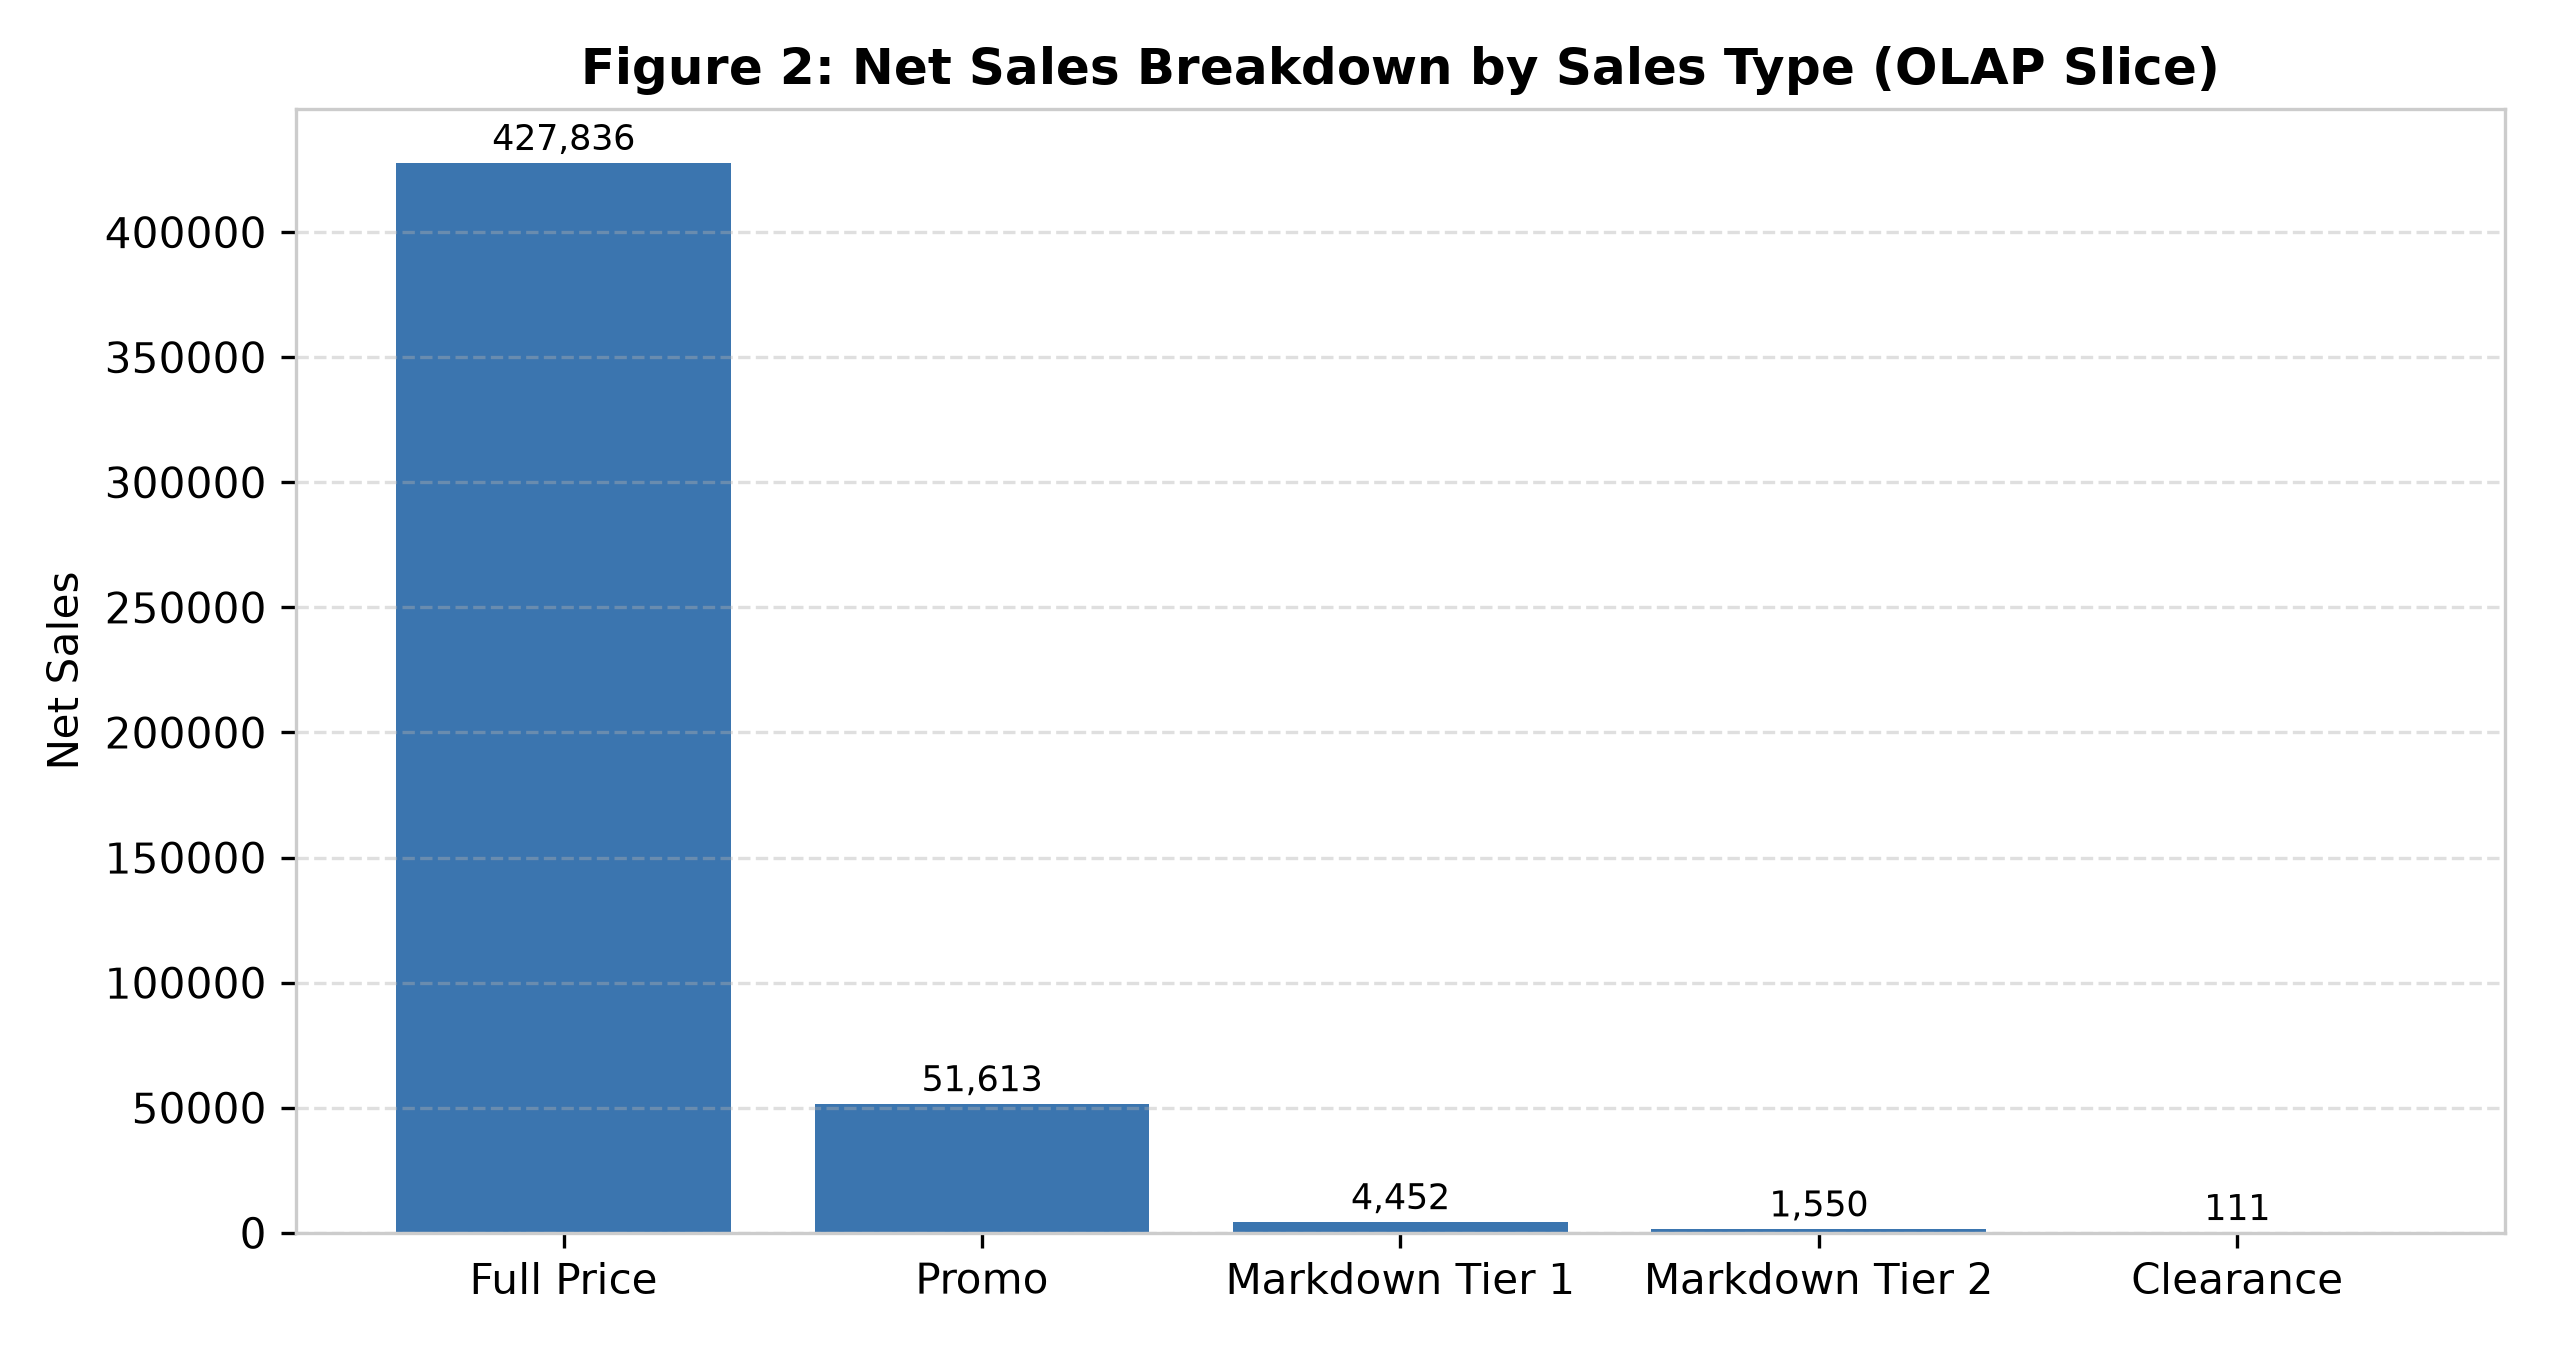 Figure 2: Net Sales Breakdown by Sales Type (OLAP Slice)
Net Sales
400000
350000
300000
250000
200000
150000
100000
50000
0
427,836
51,613
4,452
1,550
111
Full Price
Promo
Markdown Tier 1
Markdown Tier 2
Clearance